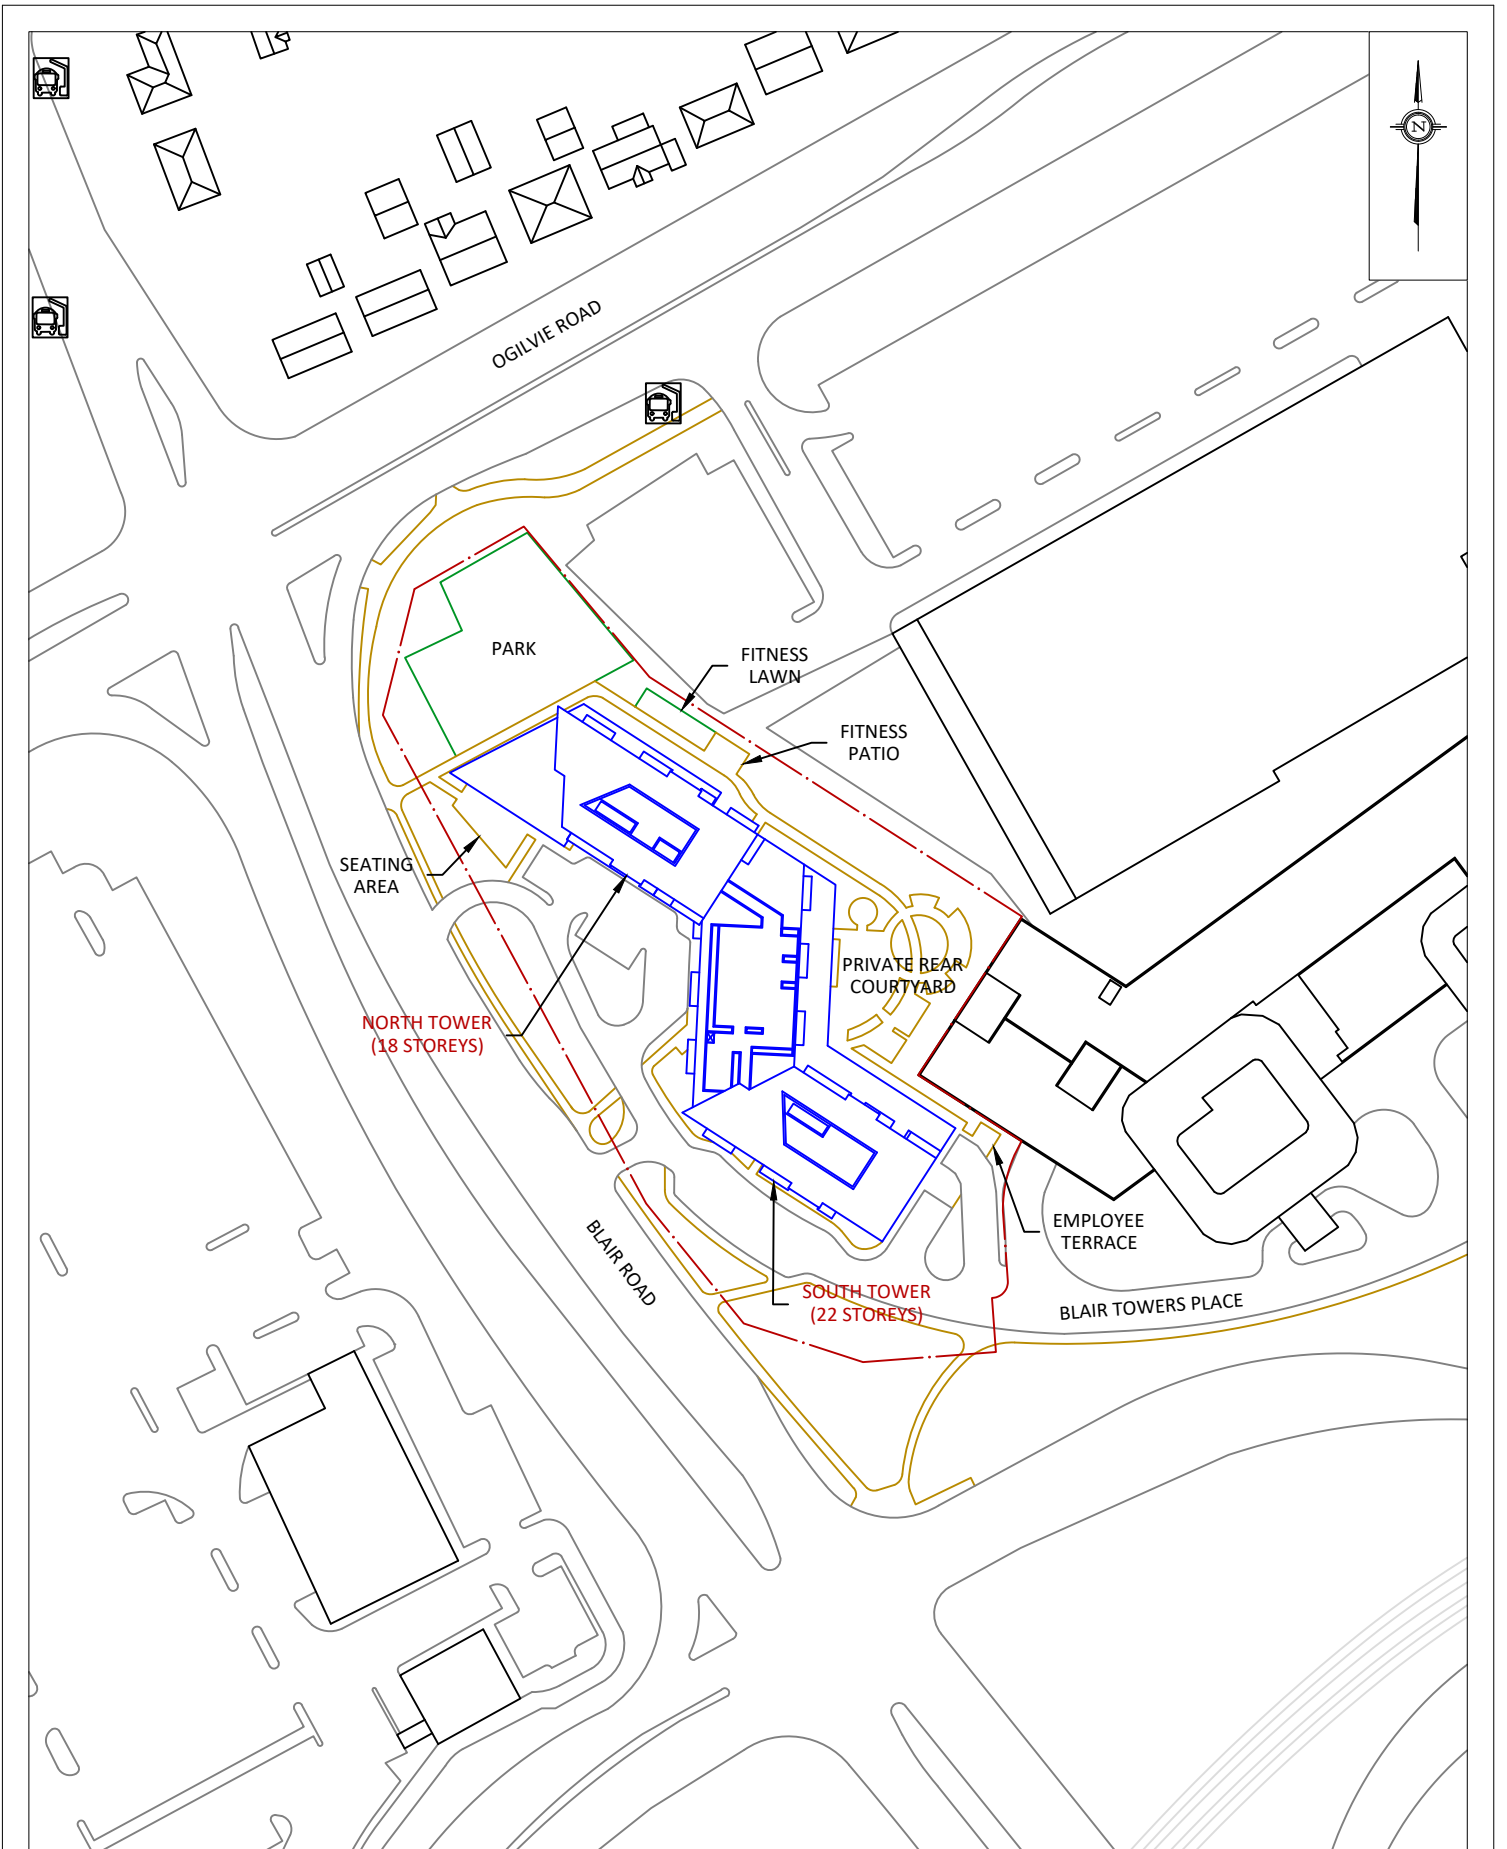 N
OGILVIE ROAD
PARK
FITNESS
LAWN
FITNESS
PATIO
SEATING
AREA
PRIVATE REAR
COURTYARD
NORTH TOWER
(18 STOREYS)
EMPLOYEE
TERRACE
BLAIR ROAD
SOUTH TOWER
(22 STOREYS)
BLAIR TOWERS PLACE